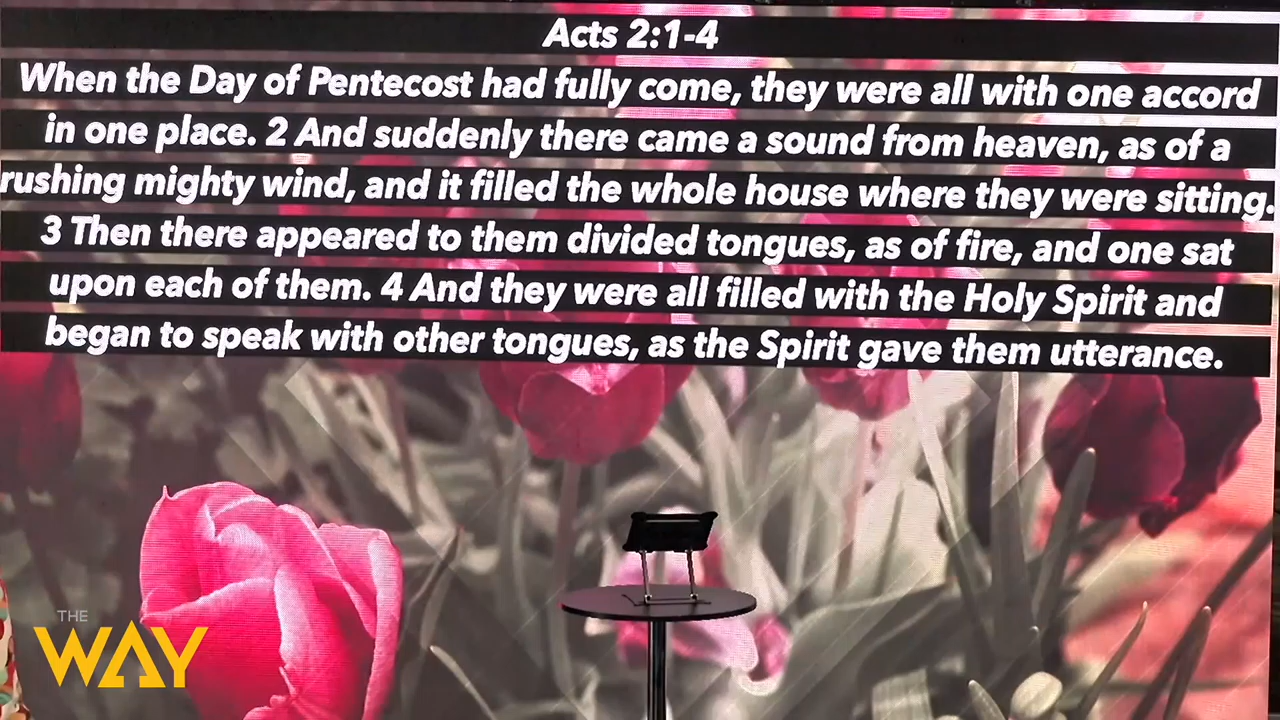 Acts 2:1-4
When the Day of Pentecost had fully come, they were all with one accord
in one place. 2 And suddenly there came a sound from heaven, as of a
rushing mighty wind, and it filled the whole house where they were sitting.
3 Then there appeared to them divided tongues, as of fire, and one sat
upon each of them. 4 And they were all filled with the Holy Spirit and
began to speak with other tongues, as the Spirit gave them utterance.
THE
WAY